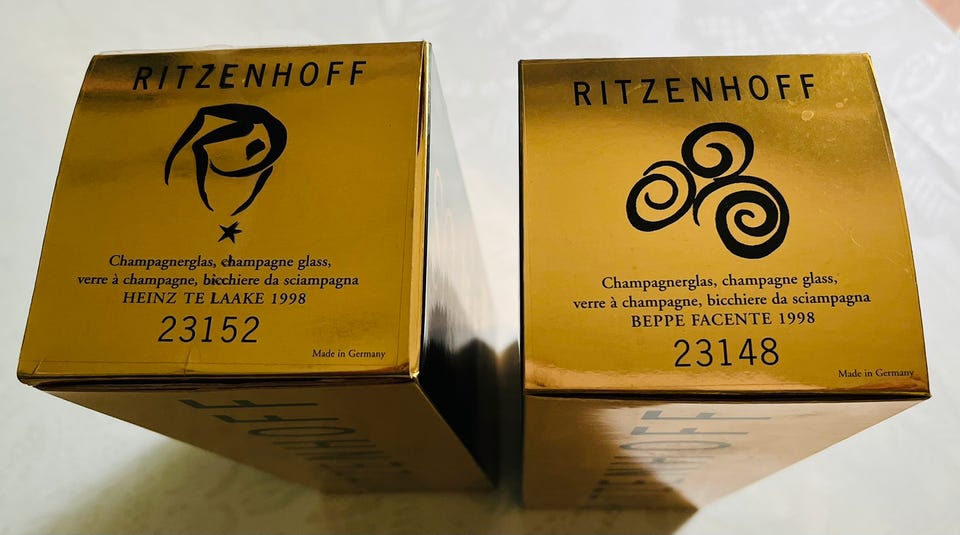 RITZENHOFF
Champagnerglas, champagne glass,
verre à champagne, bicchiere da sciampagna
HEINZ TE LAAKE 1998
23152
Made in Germany
RITZENHOFF
Champagnerglas, champagne glass,
verre à champagne, bicchiere da sciampagna
BEPPE FACENTE 1998
23148
Made in Germany